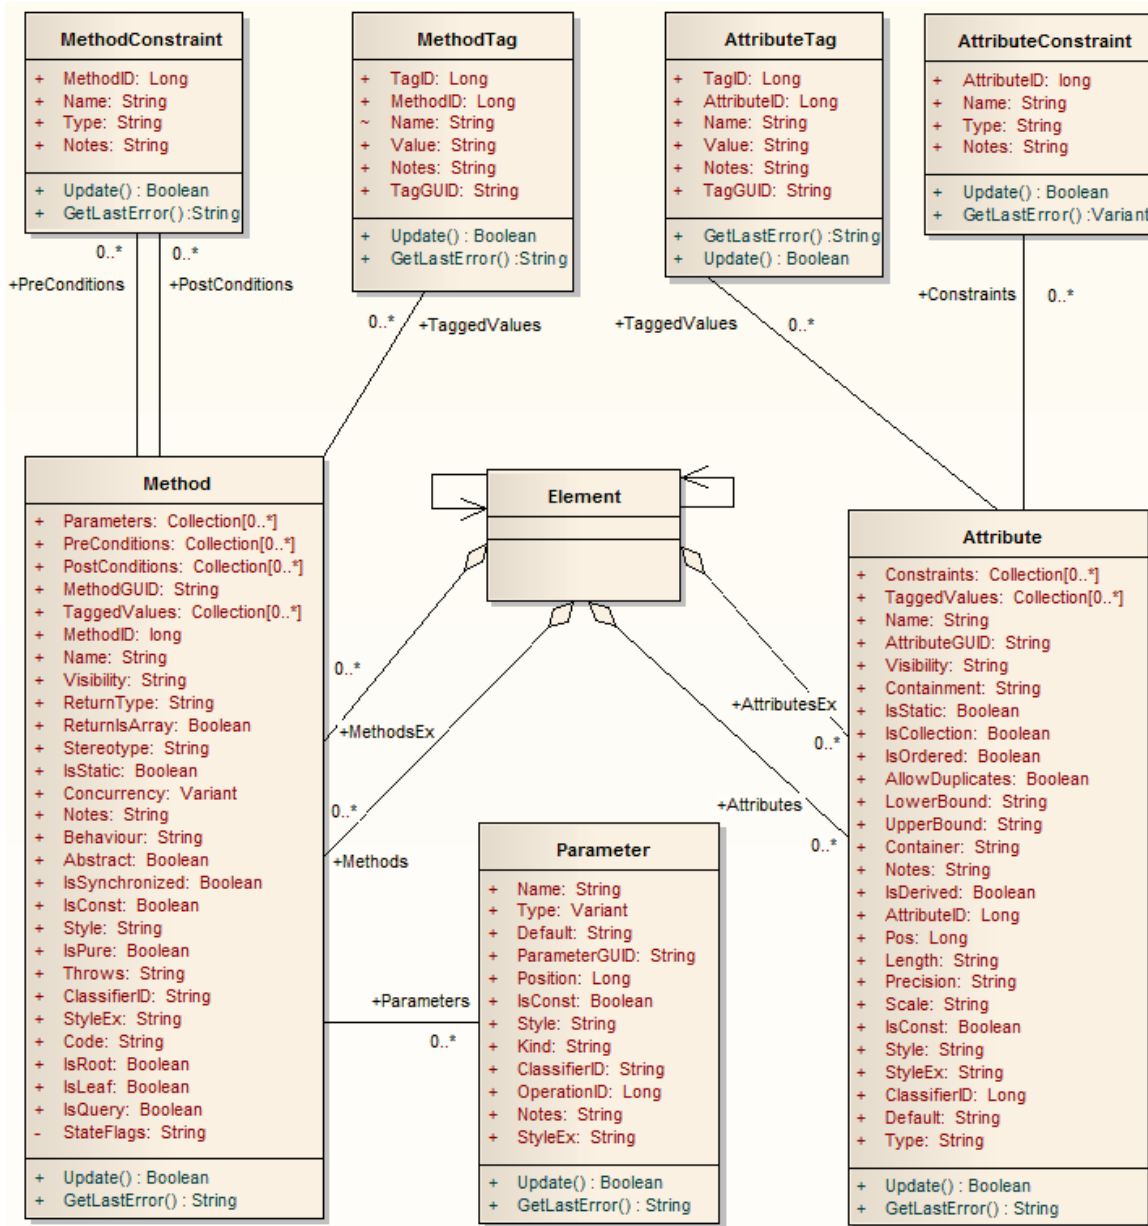 MethodConstraint
+ MethodID: Long
+ Name: String
+ Type: String
+ Notes: String
+ Update() : Boolean
+ GetLastError() :String
MethodTag
+ TagID: Long
+ MethodID: Long
~ Name: String
+ Value: String
+ Notes: String
+ TagGUID: String
+ Update() : Boolean
+ GetLastError() :String
AttributeTag
+ TagID: Long
+ AttributeID: Long
+ Name: String
+ Value: String
+ Notes: String
+ TagGUID: String
+ GetLastError() :String
+ Update() : Boolean
AttributeConstraint
+ AttributeID: long
+ Name: String
+ Type: String
+ Notes: String
+ Update() : Boolean
+ GetLastError() :Variant
0..*
0..*
+PreConditions
+PostConditions
0..*
+TaggedValues
+TaggedValues
0..*
+Constraints
0..*
Method
+ Parameters: Collection[0..*]
+ PreConditions: Collection[0..*]
+ PostConditions: Collection[0..*]
+ MethodGUID: String
+ TaggedValues: Collection[0..*]
+ MethodID: long
+ Name: String
+ Visibility: String
+ ReturnType: String
+ ReturnIsArray: Boolean
+ Stereotype: String
+ IsStatic: Boolean
+ Concurrency: Variant
+ Notes: String
+ Behaviour: String
+ Abstract: Boolean
+ IsSynchronized: Boolean
+ IsConst: Boolean
+ Style: String
+ IsPure: Boolean
+ Throws: String
+ ClassifierID: String
+ StyleEx: String
+ Code: String
+ IsRoot: Boolean
+ IsLeaf: Boolean
+ IsQuery: Boolean
- StateFlags: String
+ Update() : Boolean
+ GetLastError() : String
Element
0..*
+MethodsEx
0..*
+Methods
+AttributesEx
0..*
+Attributes
0..*
+Parameters
0..*
Parameter
+ Name: String
+ Type: Variant
+ Default: String
+ ParameterGUID: String
+ Position: Long
+ IsConst: Boolean
+ Style: String
+ Kind: String
+ ClassifierID: String
+ OperationID: Long
+ Notes: String
+ StyleEx: String
+ Update() : Boolean
+ GetLastError() : String
Attribute
+ Constraints: Collection[0..*]
+ TaggedValues: Collection[0..*]
+ Name: String
+ AttributeGUID: String
+ Visibility: String
+ Containment: String
+ IsStatic: Boolean
+ IsCollection: Boolean
+ IsOrdered: Boolean
+ AllowDuplicates: Boolean
+ LowerBound: String
+ UpperBound: String
+ Container: String
+ Notes: String
+ IsDerived: Boolean
+ AttributeID: Long
+ Pos: Long
+ Length: String
+ Precision: String
+ Scale: String
+ IsConst: Boolean
+ Style: String
+ StyleEx: String
+ ClassifierID: Long
+ Default: String
+ Type: String
+ Update() : Boolean
+ GetLastError() : String